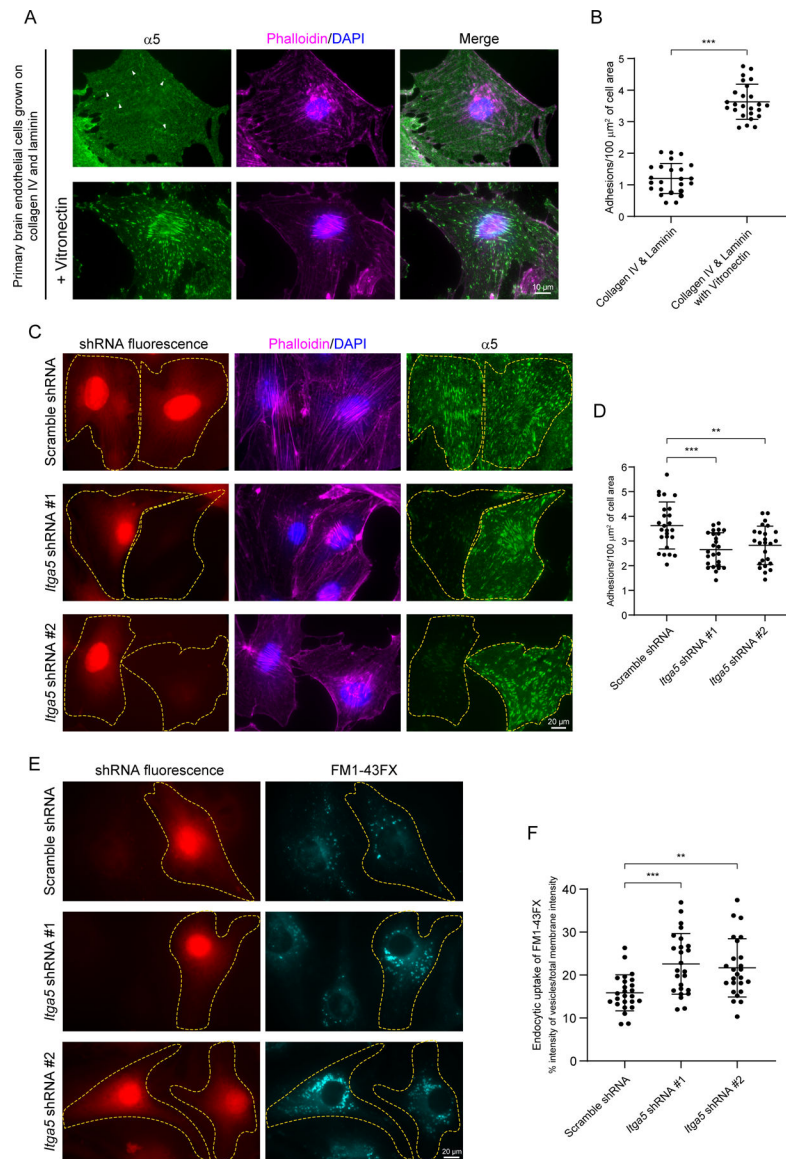 A
α5
Phalloidin/DAPI
Merge
Primary brain endothelial cells grown on
collagen IV and laminin
+ Vitronectin
10 µm
B
***
Adhesions/100 µm² of cell area
5
4
3
2
1
0
Collagen IV & Laminin
Collagen IV & Laminin
with Vitronectin
C
shRNA fluorescence
Phalloidin/DAPI
α5
Scramble shRNA
Itga5 shRNA #1
Itga5 shRNA #2
20 µm
D
**
***
Adhesions/100 µm² of cell area
6
5
4
3
2
1
0
Scramble shRNA
Itga5 shRNA #1
Itga5 shRNA #2
E
shRNA fluorescence
FM1-43FX
Scramble shRNA
Itga5 shRNA #1
Itga5 shRNA #2
20 µm
F
**
***
Endocytic uptake of FM1-43FX
% intensity of vesicles/total membrane intensity
40
30
20
10
0
Scramble shRNA
Itga5 shRNA #1
Itga5 shRNA #2